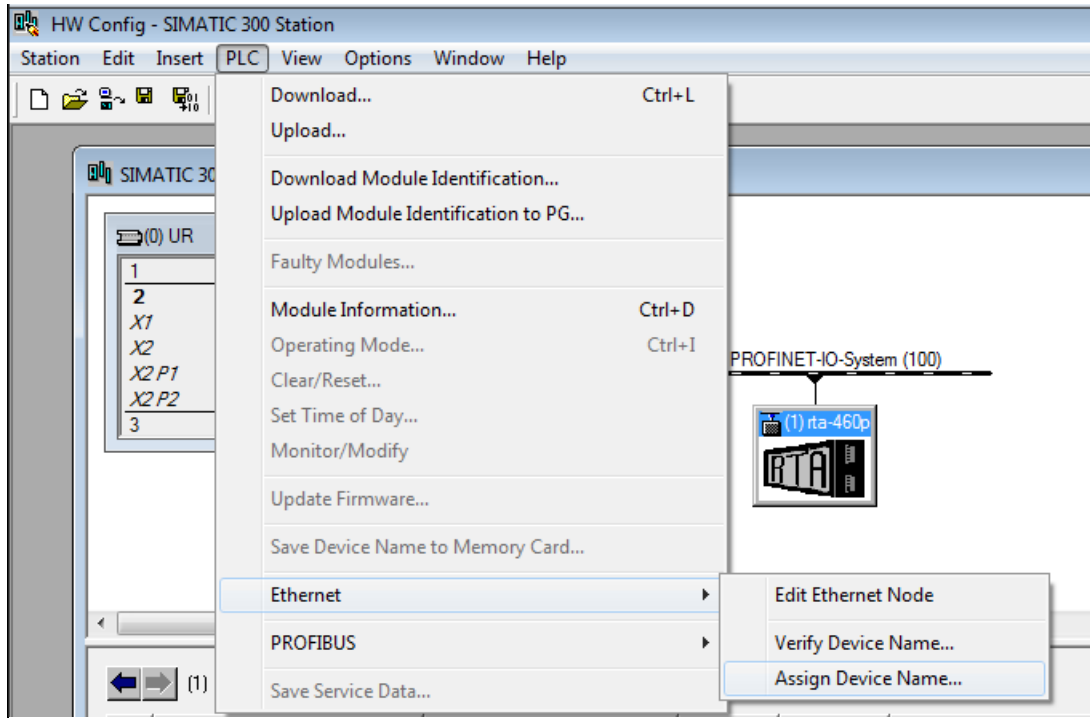 HW Config - SIMATIC 300 Station
Station Edit Insert PLC View Options Window Help
Download... Ctrl+L
Upload...
Download Module Identification...
Upload Module Identification to PG...
Faulty Modules...
Module Information... Ctrl+D
Operating Mode... Ctrl+I
Clear/Reset...
Set Time of Day...
Monitor/Modify
Update Firmware...
Save Device Name to Memory Card...
Ethernet
PROFIBUS
Save Service Data...
Edit Ethernet Node
Verify Device Name...
Assign Device Name...
SIMATIC 30
(0) UR
1
2
X1
X2
X2 P1
X2 P2
3
PROFINET-IO-System (100)
(1) rta-460p
RTA
(1)